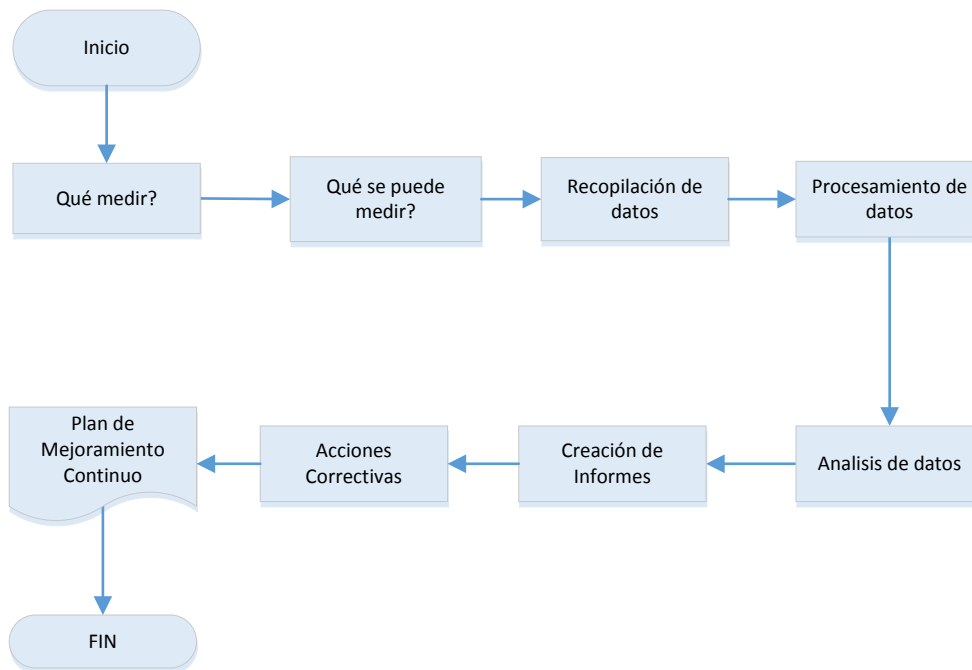 Inicio
Qué medir?
Qué se puede
medir?
Recopilación de
datos
Procesamiento de
datos
Analisis de datos
Creación de
Informes
Acciones
Correctivas
Plan de
Mejoramiento
Continuo
FIN